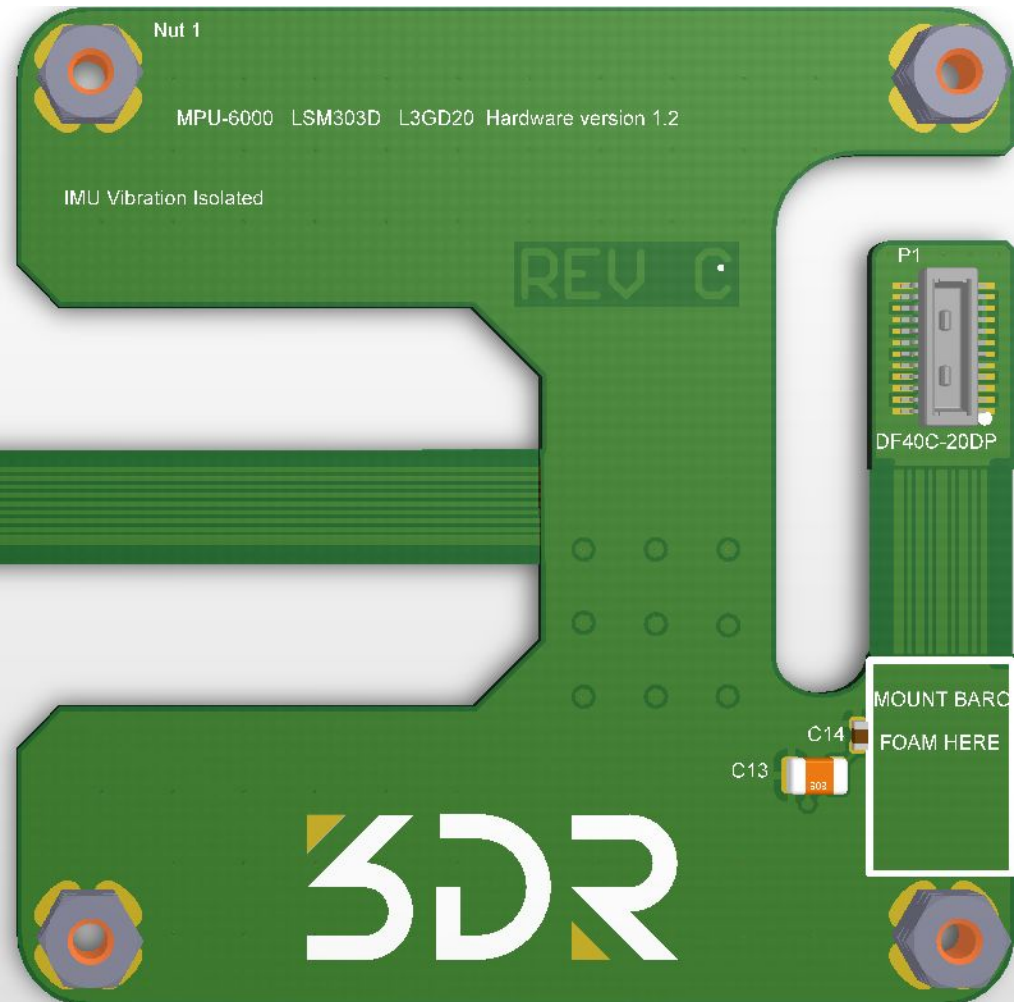 Nut 1
MPU-6000 LSM303D L3GD20 Hardware version 1.2
IMU Vibration Isolated
REV C
P1
DF40C-20DP
MOUNT BARO
FOAM HERE
C14
C13
3DR